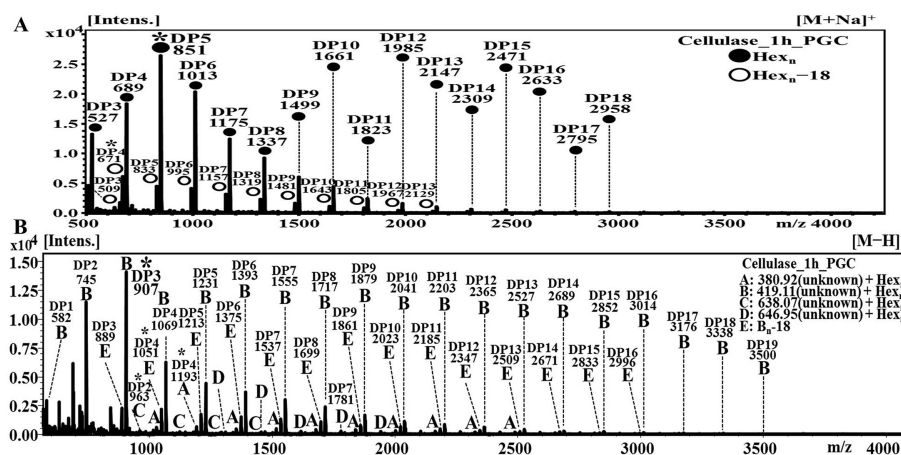 A
[Intens.]
[M+Na]⁺
x10⁴
2.5
2.0
1.5
1.0
0.5
0.0
500
1000
1500
2000
2500
3000
3500
4000
m/z
Cellulase_1h_PGC
Hexₙ
Hexₙ−18
DP3
527
DP4
689
*
DP5
851
DP6
1013
DP7
1175
DP8
1337
DP9
1499
DP10
1661
DP11
1823
DP12
1985
DP13
2147
DP14
2309
DP15
2471
DP16
2633
DP17
2795
DP18
2958
DP3
509
*
DP4
671
DP5
833
DP6
995
DP7
1157
DP8
1319
DP9
1481
DP10
1643
DP11
1805
DP12
1967
DP13
2129
B
[Intens.]
[M−H]
x10⁴
1.50
1.25
1.00
0.75
0.50
0.25
0.00
1000
1500
2000
2500
3000
3500
4000
m/z
Cellulase_1h_PGC
A: 380.92(unknown) + Hex
B: 419.11(unknown) + Hex
C: 638.07(unknown) + Hex
D: 646.95(unknown) + Hex
E: Bₙ-18
DP1
582
B
DP2
745
B
B *
DP3
907
DP4
1069
B
DP5
1231
B
DP6
1393
B
DP7
1555
B
DP8
1717
B
DP9
1879
B
DP10
2041
B
DP11
2203
B
DP12
2365
B
DP13
2527
B
DP14
2689
B
DP15
2852
B
DP16
3014
B
DP17
3176
B
DP18
3338
B
DP19
3500
B
DP3
889
E
*
DP4
1051
E
DP5
1213
E
DP6
1375
E
DP7
1537
E
DP8
1699
E
DP9
1861
E
DP10
2023
E
DP11
2185
E
DP12
2347
E
DP13
2509
E
DP14
2671
E
DP15
2833
E
DP16
2996
E
*
DP2
963
C
*
DP4
1193
A
DP7
1781
D
D
D
C A C C A C A D A D A D A A A A